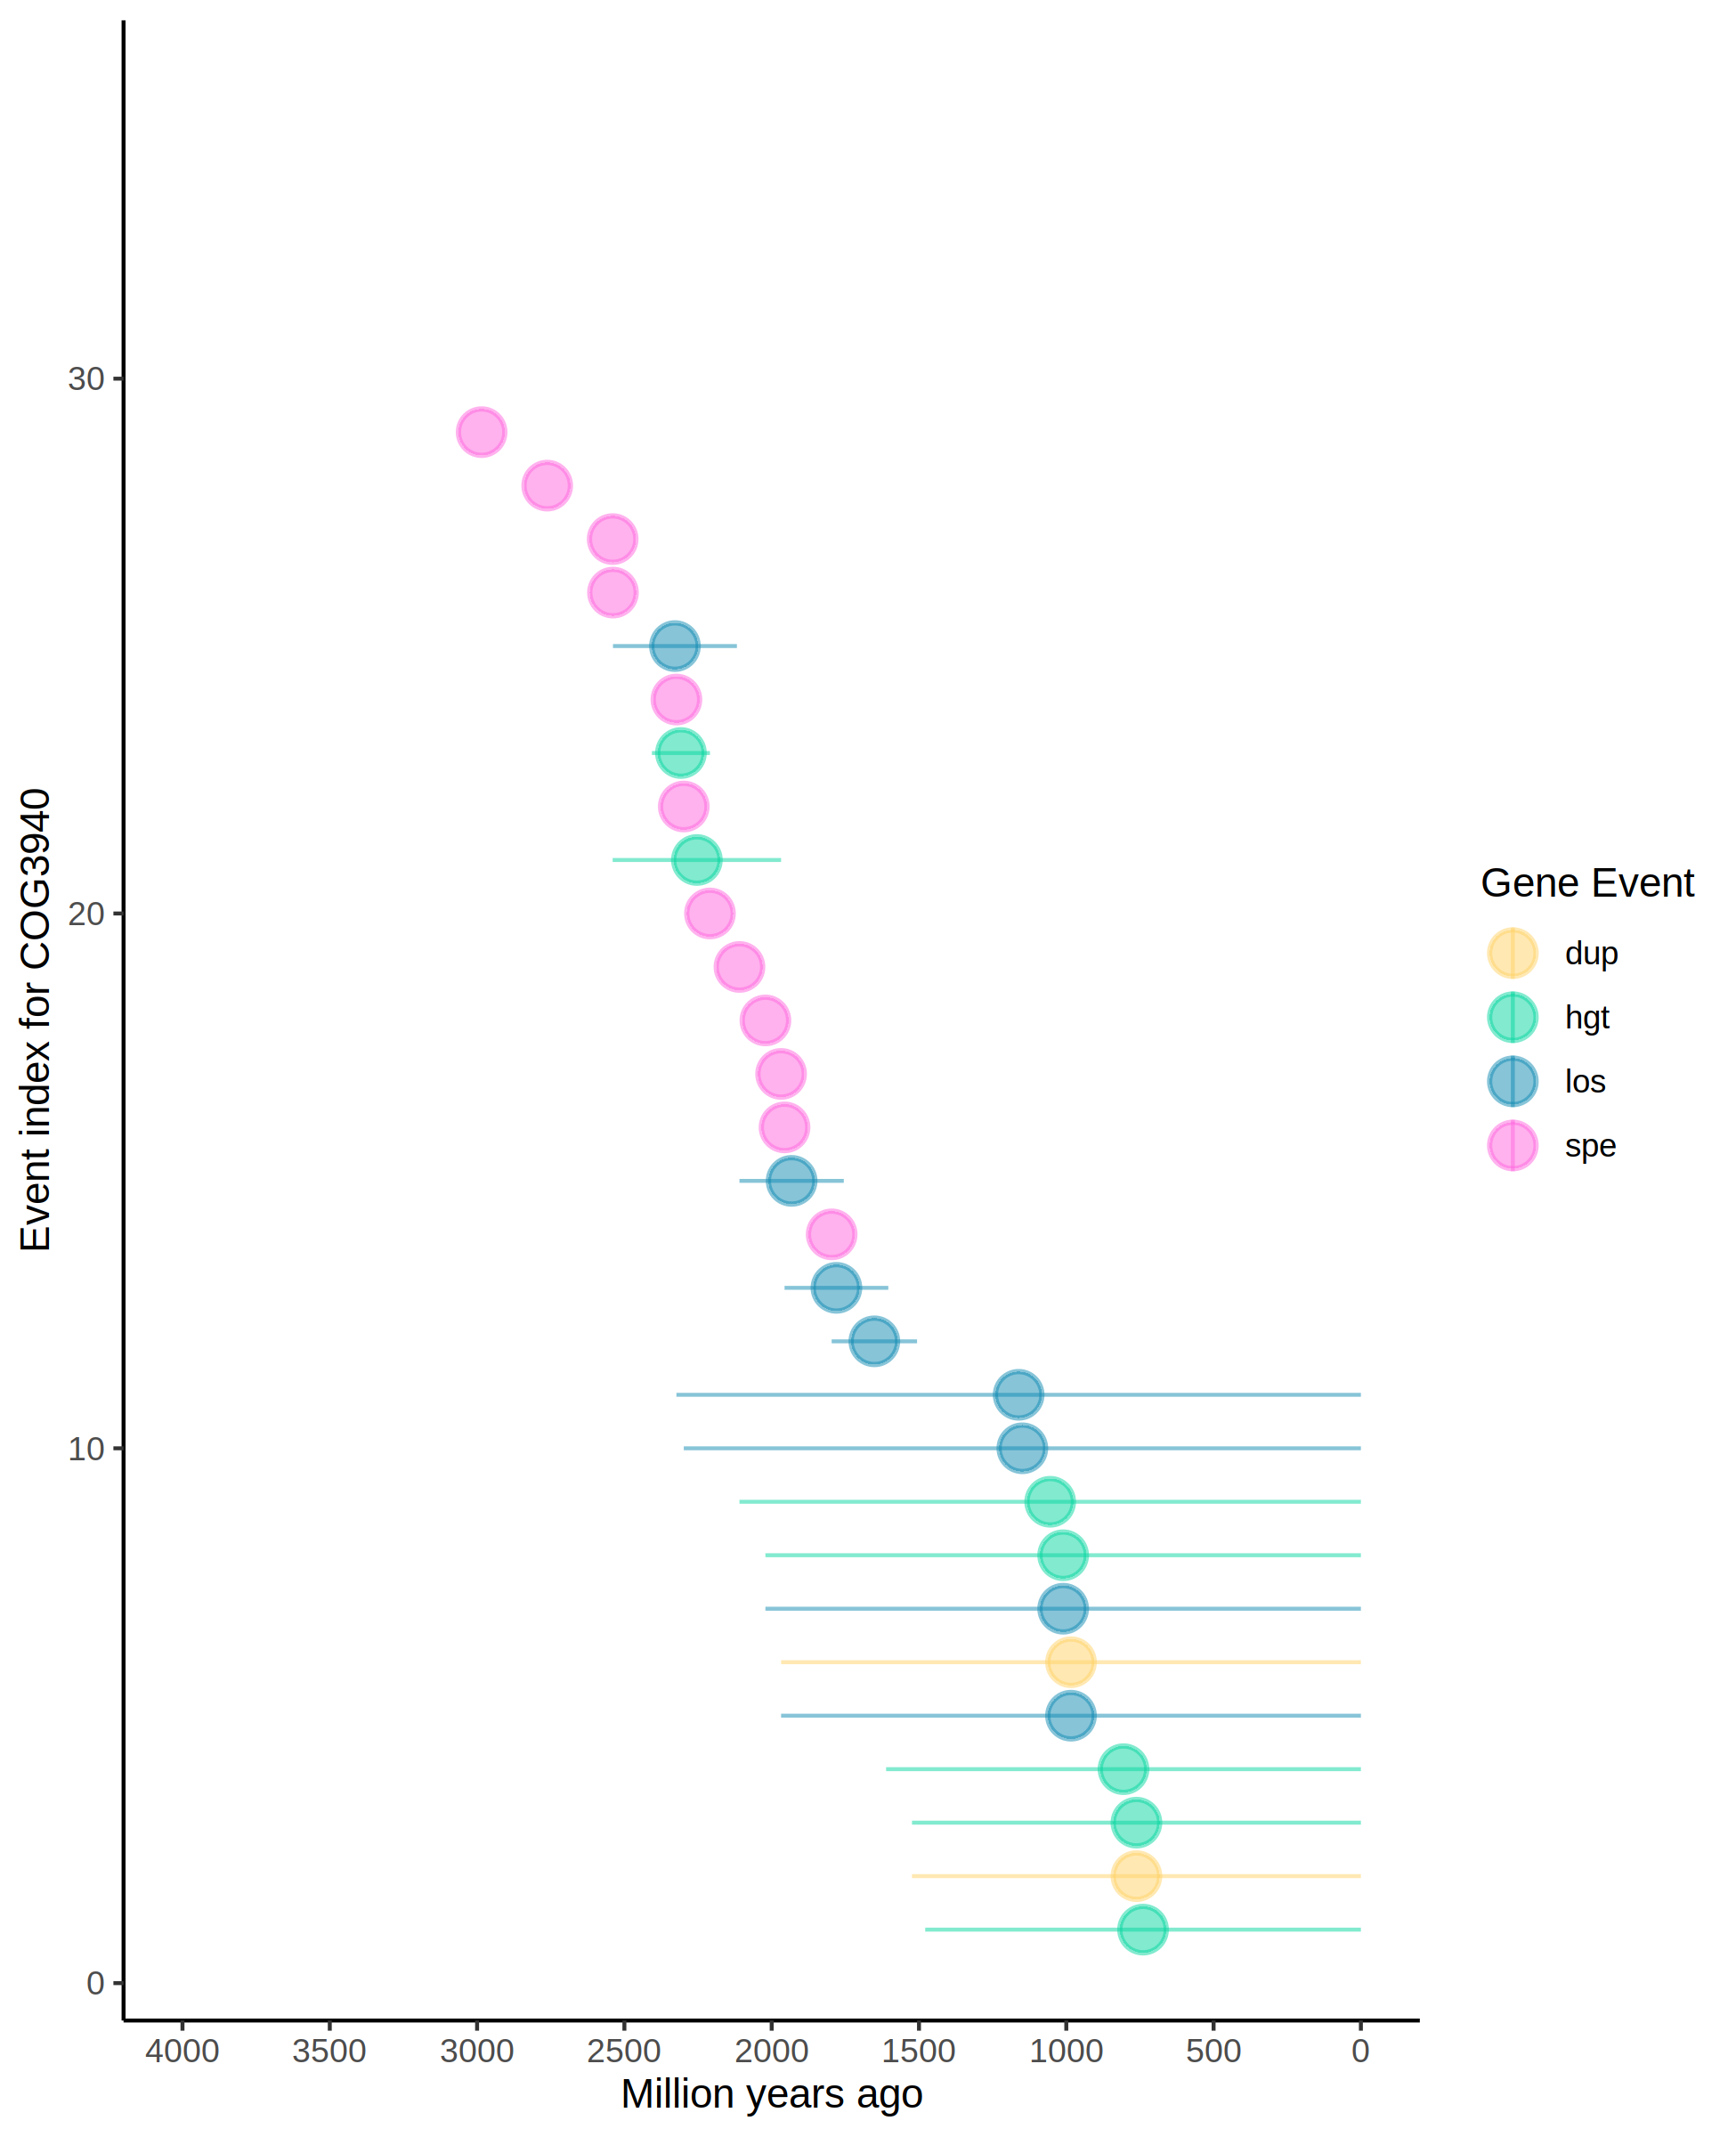 Event index for COG3940
30
20
10
0
4000 3500 3000 2500 2000 1500 1000 500 0
Million years ago
Gene Event
dup
hgt
los
spe